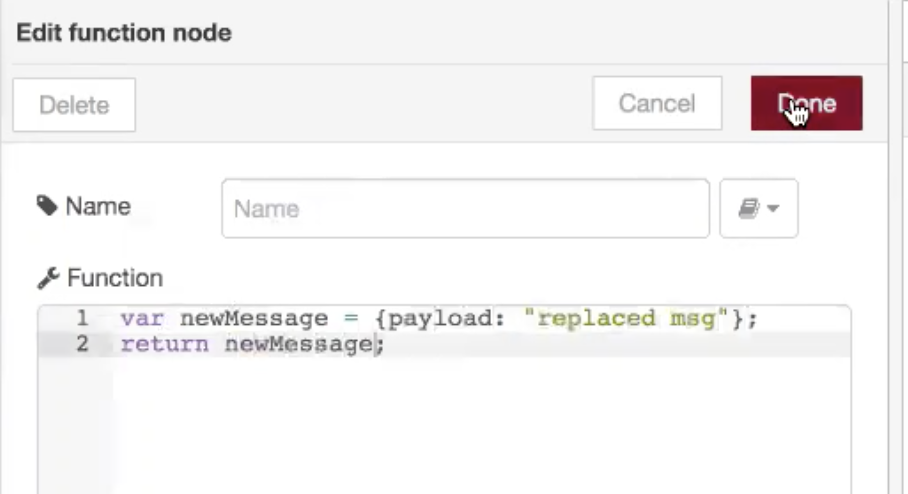 Edit function node
Delete Cancel Done
Name Name
Function
1 var newMessage = {payload: "replaced msg"};
2 return newMessage;